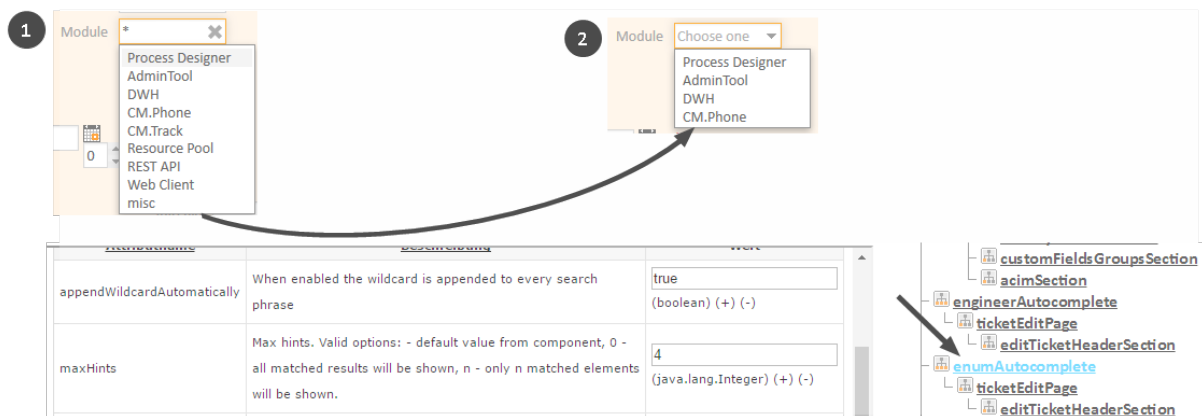 1
Module *
Process Designer
AdminTool
DWH
CM.Phone
CM.Track
Resource Pool
REST API
Web Client
misc
0
2
Module Choose one
Process Designer
AdminTool
DWH
CM.Phone
Attributname Beschreibung Wert
appendWildcardAutomatically
When enabled the wildcard is appended to every search
phrase
true
(boolean) (+) (-)
maxHints
Max hints. Valid options: - default value from component, 0 -
all matched results will be shown, n - only n matched elements
will be shown.
4
(java.lang.Integer) (+) (-)
customFieldsGroupsSection
acimSection
engineerAutocomplete
ticketEditPage
editTicketHeaderSection
enumAutocomplete
ticketEditPage
editTicketHeaderSection